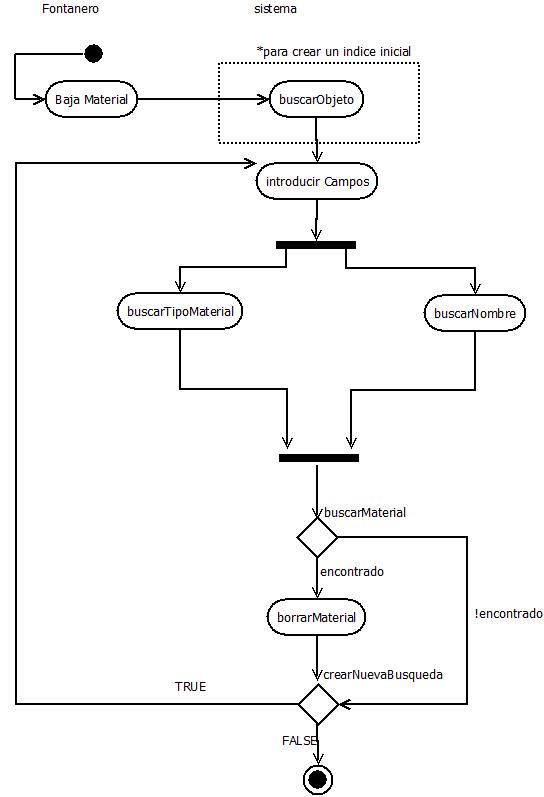 Fontanero
sistema
*para crear un indice inicial
Baja Material
buscarObjeto
introducir Campos
buscarTipoMaterial
buscarNombre
buscarMaterial
encontrado
!encontrado
borrarMaterial
crearNuevaBusqueda
TRUE
FALSE